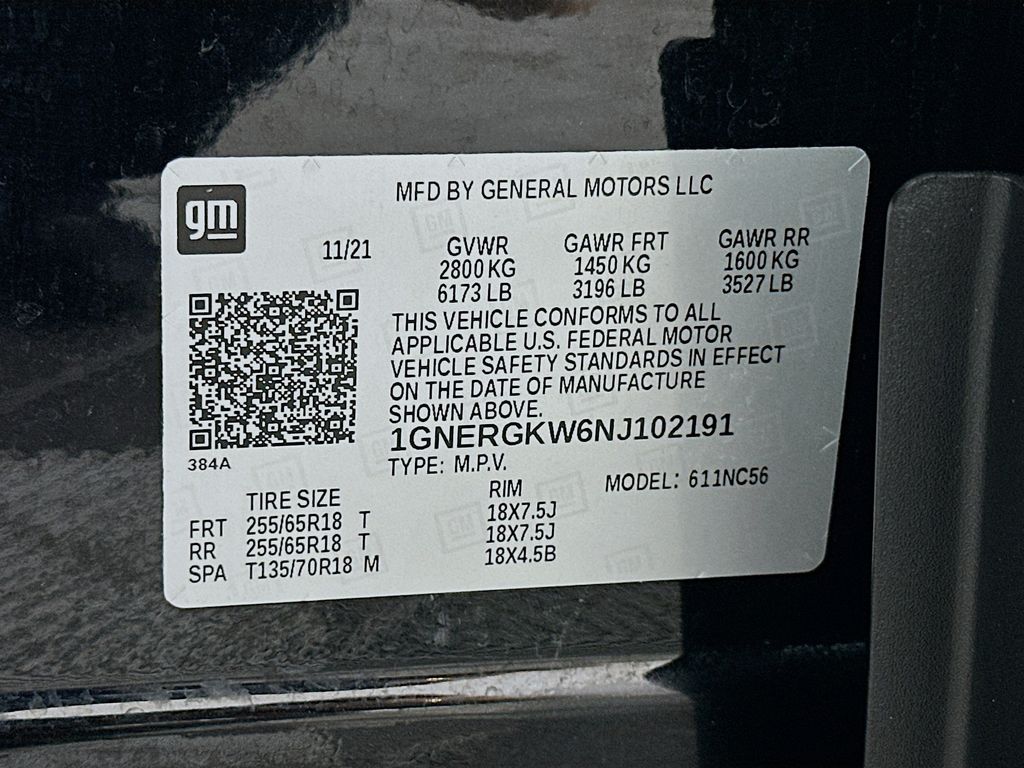 gm
MFD BY GENERAL MOTORS LLC
11/21 GVWR GAWR FRT GAWR RR
2800 KG 1450 KG 1600 KG
6173 LB 3196 LB 3527 LB
THIS VEHICLE CONFORMS TO ALL
APPLICABLE U.S. FEDERAL MOTOR
VEHICLE SAFETY STANDARDS IN EFFECT
ON THE DATE OF MANUFACTURE
SHOWN ABOVE.
1GNERGKW6NJ102191
384A
TYPE: M.P.V. MODEL: 611NC56
TIRE SIZE RIM
FRT 255/65R18 T 18X7.5J
RR 255/65R18 T 18X7.5J
SPA T135/70R18 M 18X4.5B